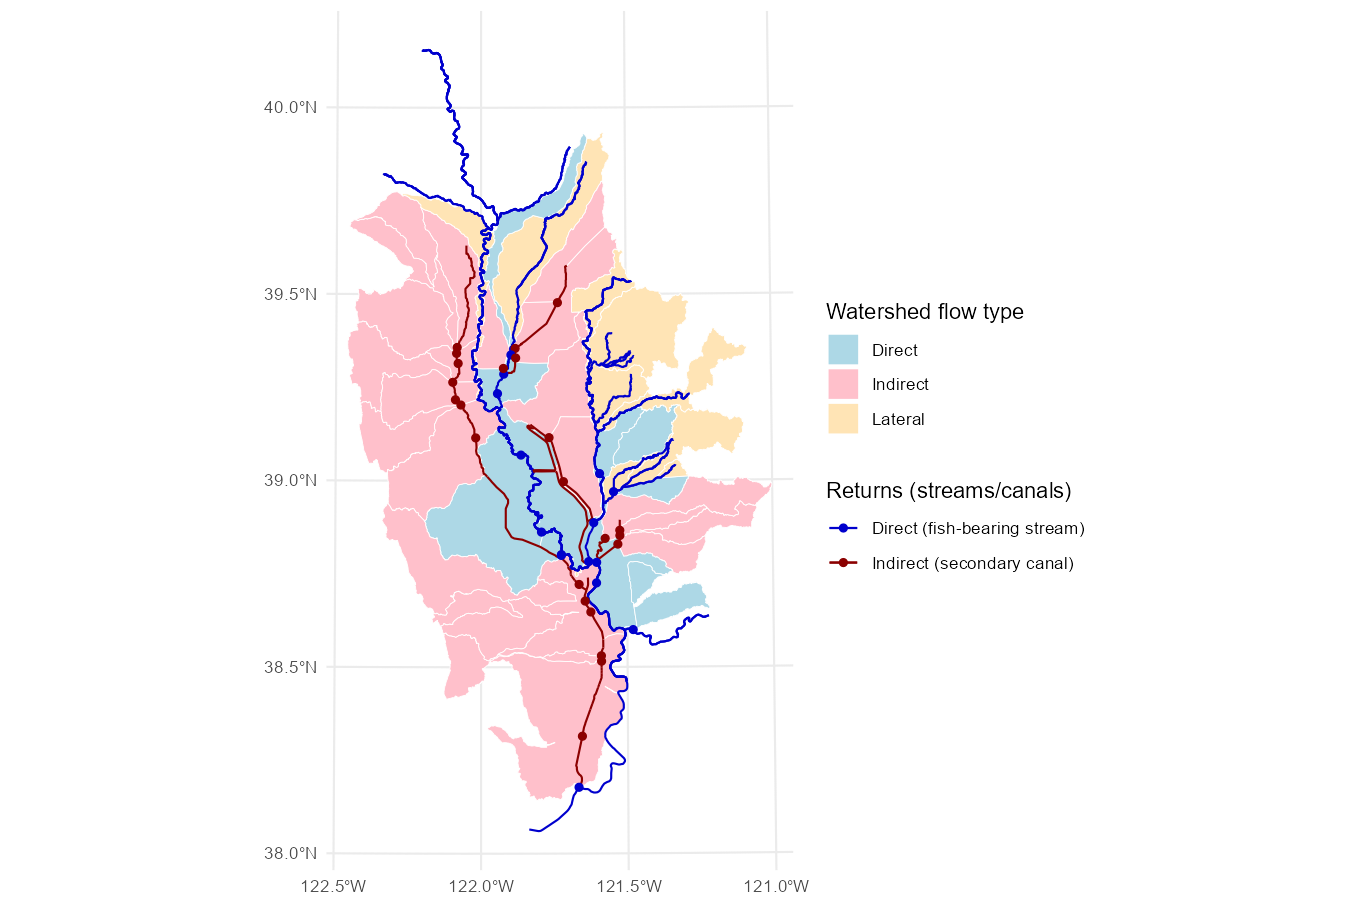 40.0°N
39.5°N
39.0°N
38.5°N
38.0°N
122.5°W
122.0°W
121.5°W
121.0°W
Watershed flow type
Direct
Indirect
Lateral
Returns (streams/canals)
Direct (fish-bearing stream)
Indirect (secondary canal)